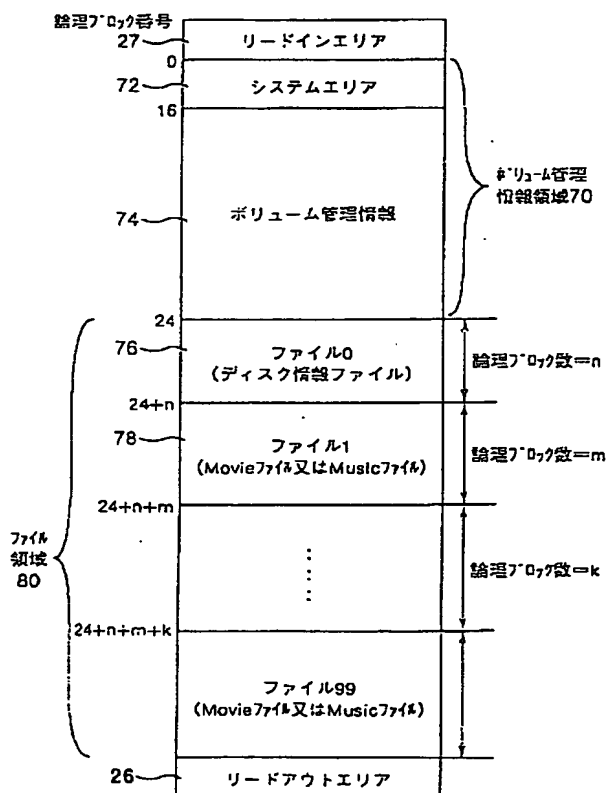 論理ブロック番号
27
リードインエリア
0
72
システムエリア
16
74
ボリューム管理情報
ボリューム管理
情報領域70
24
76
ファイル0
(ディスク情報ファイル)
論理ブロック数=n
24+n
78
ファイル1
(Movieファイル又はMusicファイル)
論理ブロック数=m
24+n+m
ファイル
領域
80
論理ブロック数=k
24+n+m+k
ファイル99
(Movieファイル又はMusicファイル)
26
リードアウトエリア